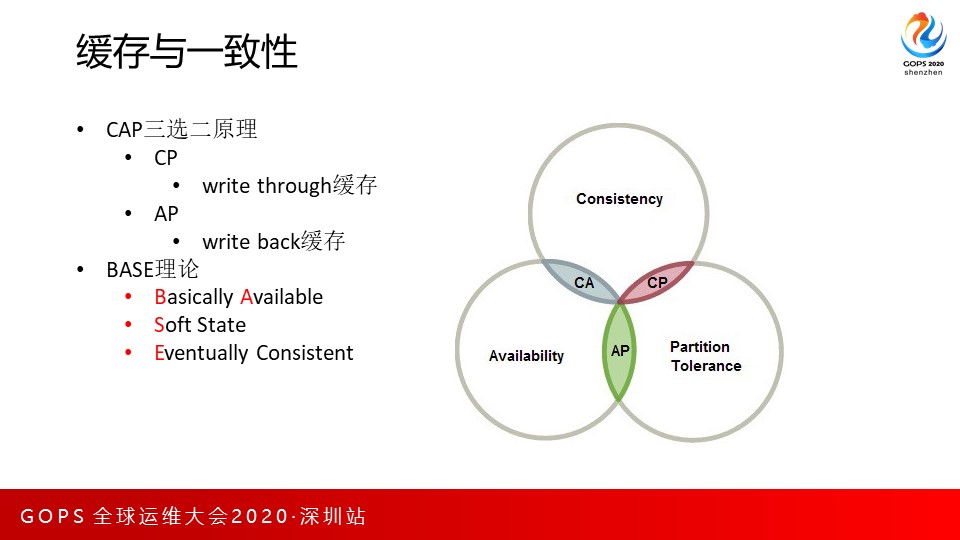 缓存与一致性
GOPS 2020
shenzhen
• CAP三选二原理
• CP
• write through缓存
• AP
• write back缓存
• BASE理论
• Basically Available
• Soft State
• Eventually Consistent
Consistency
CA
CP
Availability
AP
Partition
Tolerance
GOPS 全球运维大会2020·深圳站